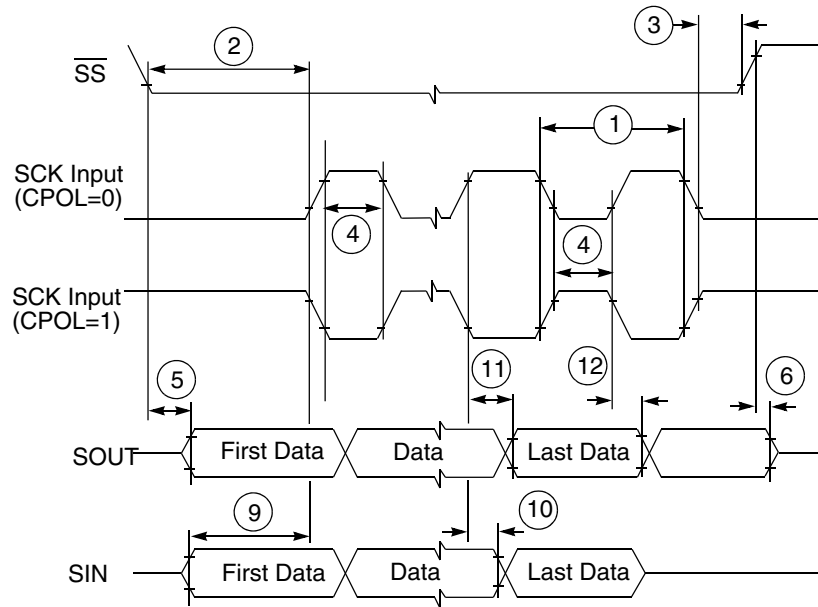 3
2
SS
1
SCK Input
(CPOL=0)
4
4
SCK Input
(CPOL=1)
5
11
12
6
SOUT
First Data
Data
Last Data
9
10
SIN
First Data
Data
Last Data